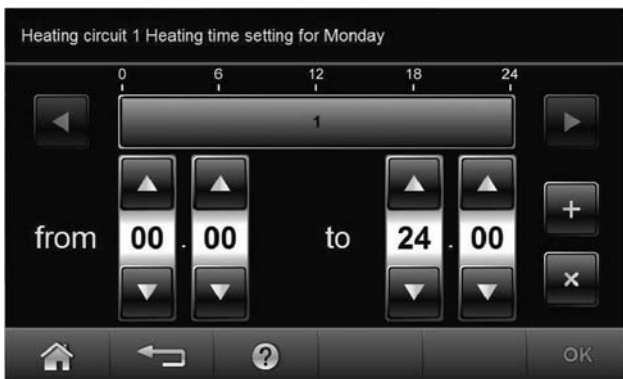 Heating circuit 1 Heating time setting for Monday
0 6 12 18 24
1
from 00 . 00 to 24 . 00
OK